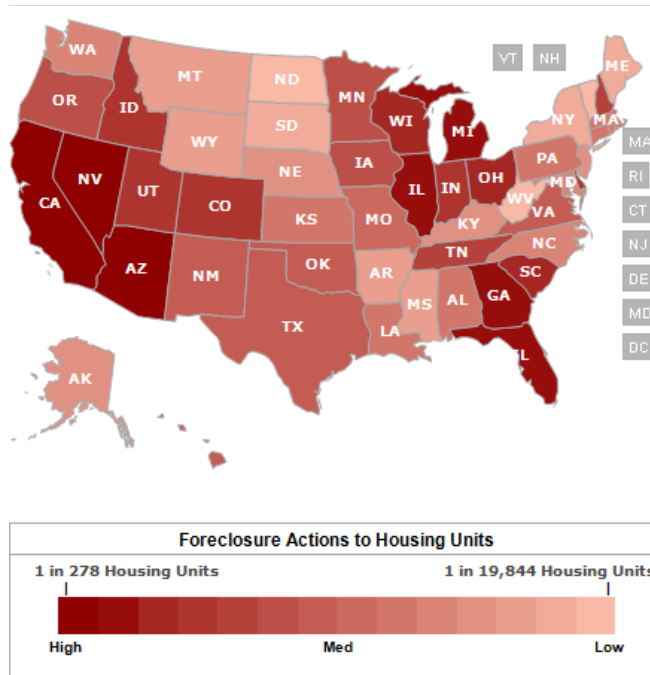 WA
MT
ND
VT
NH
ME
OR
ID
MN
WI
MI
NY
MA
SD
WY
MA
IA
PA
NE
RI
NV
IL
IN
OH
MD
UT
CO
WV
VA
CA
KS
MO
KY
CT
NC
TN
NJ
OK
AZ
NM
AR
SC
DE
MS
AL
GA
TX
LA
MD
FL
DC
AK
Foreclosure Actions to Housing Units
1 in 278 Housing Units
1 in 19,844 Housing Units
High
Med
Low